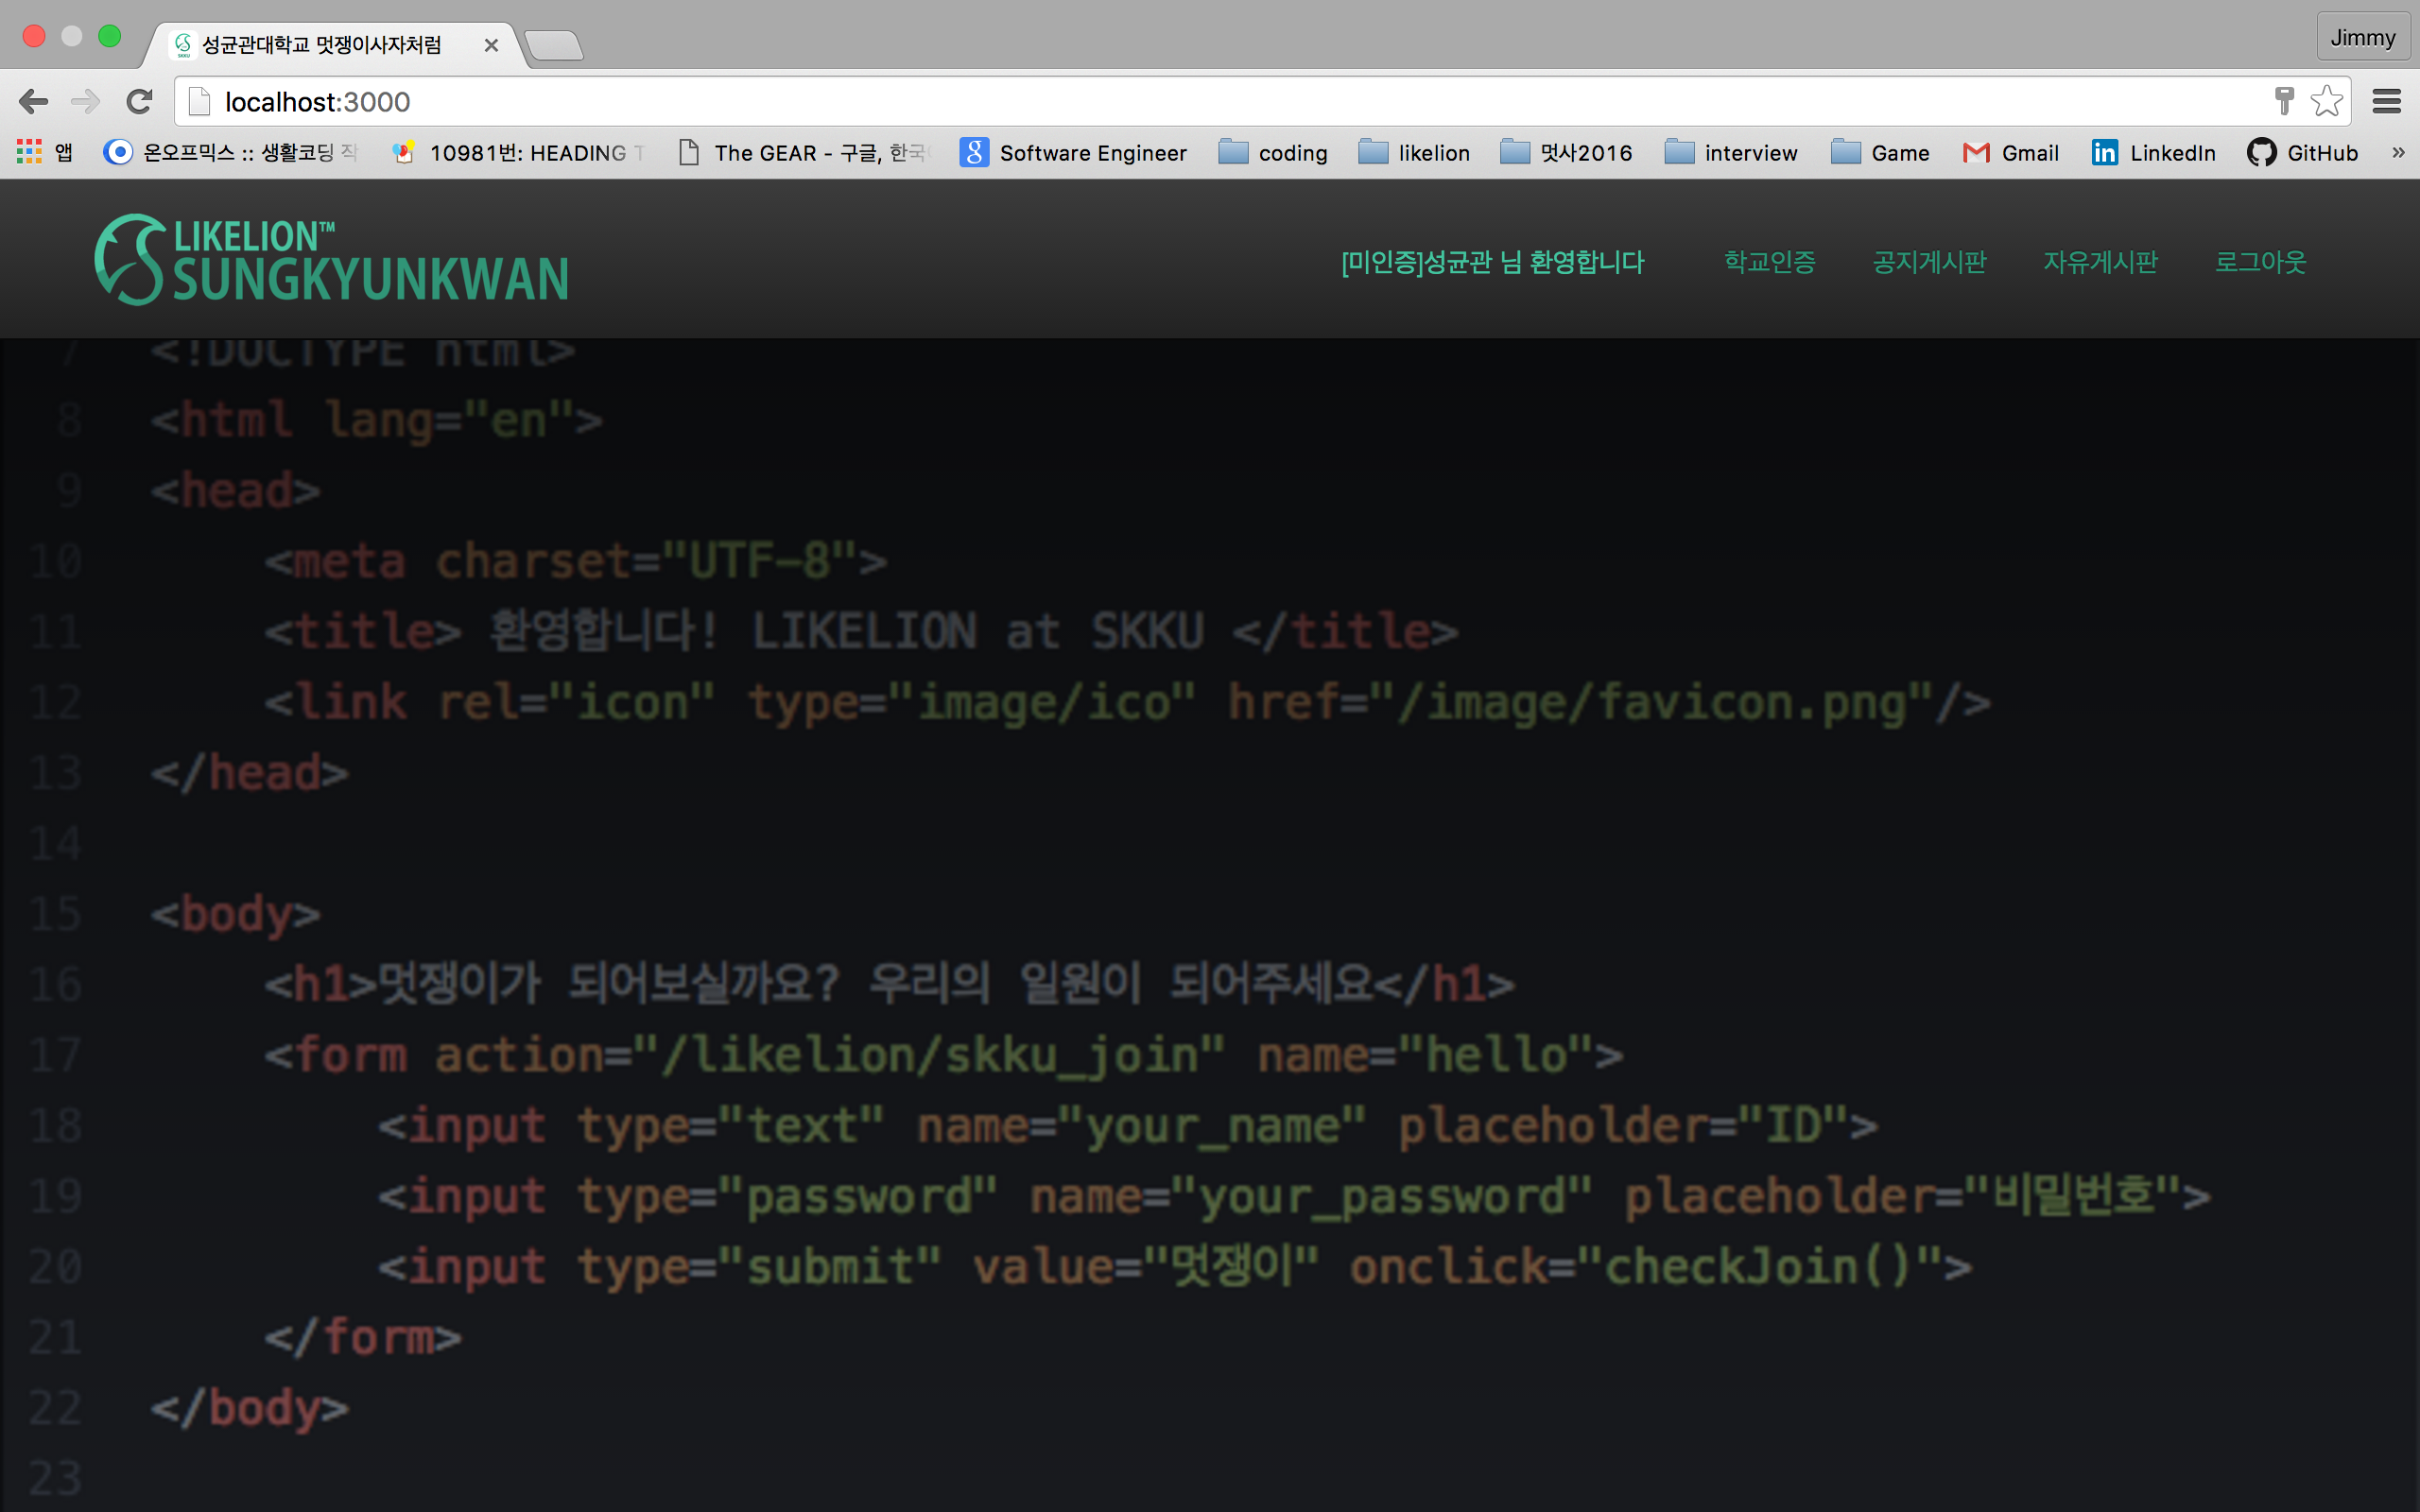 성균관대학교 멋쟁이사자처럼
Jimmy
localhost:3000
앱 온오프믹스 :: 생활코딩 작 10981번: HEADING T The GEAR - 구글, 한국 Software Engineer coding likelion 멋사2016 interview Game Gmail LinkedIn GitHub »
LIKELION™
SUNGKYUNKWAN
SKKU
[미인증]성균관 님 환영합니다 학교인증 공지게시판 자유게시판 로그아웃
7 <!DOCTYPE html>
8 <html lang="en">
9 <head>
10 <meta charset="UTF-8">
11 <title> 환영합니다! LIKELION at SKKU </title>
12 <link rel="icon" type="image/ico" href="/image/favicon.png"/>
13 </head>
14
15 <body>
16 <h1>멋쟁이가 되어보실까요? 우리의 일원이 되어주세요</h1>
17 <form action="/likelion/skku_join" name="hello">
18 <input type="text" name="your_name" placeholder="ID">
19 <input type="password" name="your_password" placeholder="비밀번호">
20 <input type="submit" value="멋쟁이" onclick="checkJoin()">
21 </form>
22 </body>
23